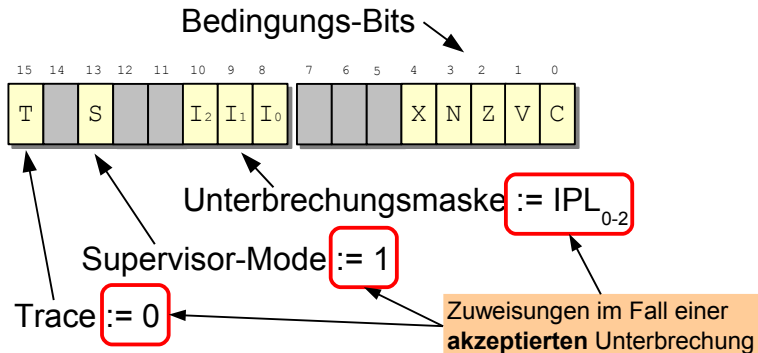 Bedingungs-Bits
15 14 13 12 11 10 9 8 7 6 5 4 3 2 1 0
T S I₂ I₁ I₀ X N Z V C
Unterbrechungsmaske := IPL₀₋₂
Supervisor-Mode := 1
Trace := 0
Zuweisungen im Fall einer
akzeptierten Unterbrechung